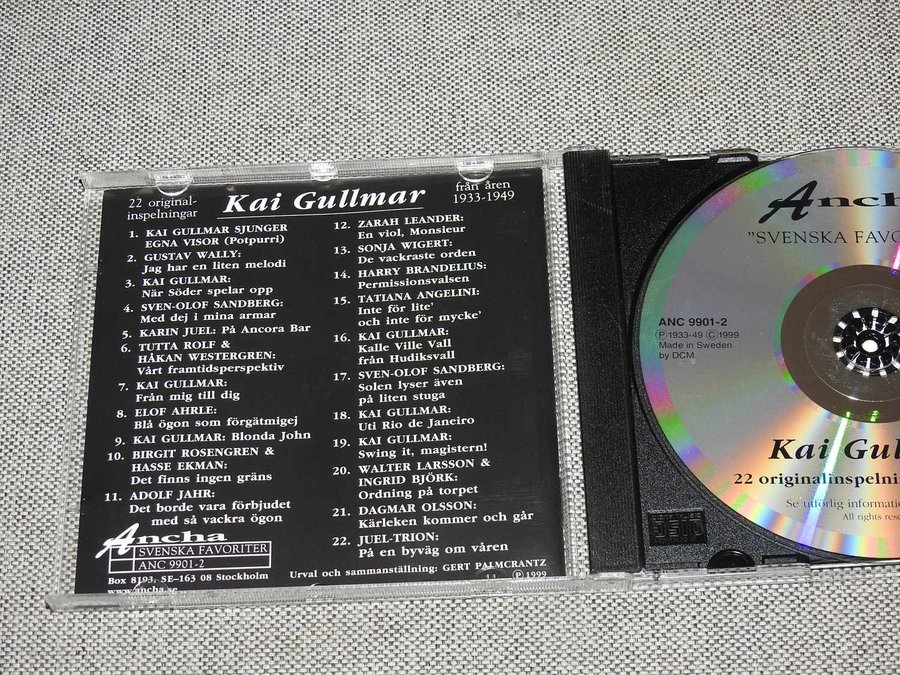 22 original-
inspelningar
Kai Gullmar
från åren
1933-1949
1. KAI GULLMAR SJUNGER
EGNA VISOR (Potpurri)
2. GUSTAV WALLY:
Jag har en liten melodi
3. KAI GULLMAR:
När Söder spelar opp
4. SVEN-OLOF SANDBERG:
Med dej i mina armar
5. KARIN JUEL: På Ancora Bar
6. TUTTA ROLF &
HÅKAN WESTERGREN:
Vårt framtidsperspektiv
7. KAI GULLMAR:
Från mig till dig
8. ELOF AHRLE:
Blå ögon som förgätmigej
9. KAI GULLMAR: Blonda John
10. BIRGIT ROSENGREN &
HASSE EKMAN:
Det finns ingen gräns
11. ADOLF JAHR:
Det borde vara förbjudet
med så vackra ögon
12. ZARAH LEANDER:
En viol, Monsieur
13. SONJA WIGERT:
De vackraste orden
14. HARRY BRANDELIUS:
Permissionsvalsen
15. TATIANA ANGELINI:
Inte för lite'
och inte för mycke'
16. KAI GULLMAR:
Kalle Ville Vall
från Hudiksvall
17. SVEN-OLOF SANDBERG:
Solen lyser även
på liten stuga
18. KAI GULLMAR:
Uti Rio de Janeiro
19. KAI GULLMAR:
Swing it, magistern!
20. WALTER LARSSON &
INGRID BJÖRK:
Ordning på torpet
21. DAGMAR OLSSON:
Kärleken kommer och går
22. JUEL-TRION:
På en byväg om våren
Ancha
SVENSKA FAVORITER
ANC 9901-2
Box 8193, SE-163 08 Stockholm
www.ancha.se
Urval och sammanställning: GERT PALMCRANTZ
Ⓟ 1999
Ancha
"SVENSKA FAVO
ANC 9901-2
Ⓟ 1933-49 Ⓒ 1999
Made in Sweden
by DCM
Kai Gul
22 originalinspelni
Se utförlig informatio
All rights rese